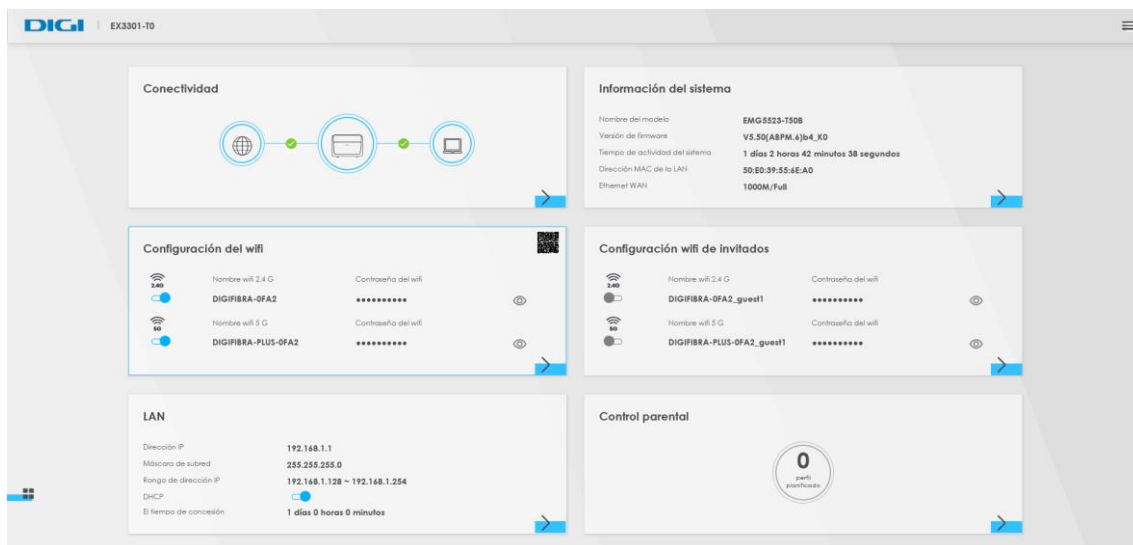 DIGI EX3301-T0
Conectividad
Información del sistema
Nombre del modelo EMG5523-T50B
Versión de firmware V5.50(ABPM.6)b4_K0
Tiempo de actividad del sistema 1 días 2 horas 42 minutos 38 segundos
Dirección MAC de la LAN 50:E0:39:55:6E:A0
Ethernet WAN 1000M/Full
Configuración del wifi
2.4G Nombre wifi 2.4 G Contraseña del wifi
DIGIFIBRA-0FA2 ••••••••••
5G Nombre wifi 5 G Contraseña del wifi
DIGIFIBRA-PLUS-0FA2 ••••••••••
Configuración wifi de invitados
2.4G Nombre wifi 2.4 G Contraseña del wifi
DIGIFIBRA-0FA2_guest1 ••••••••••
5G Nombre wifi 5 G Contraseña del wifi
DIGIFIBRA-PLUS-0FA2_guest1 ••••••••••
LAN
Dirección IP 192.168.1.1
Máscara de subred 255.255.255.0
Rango de dirección IP 192.168.1.128 ~ 192.168.1.254
DHCP
El tiempo de concesión 1 días 0 horas 0 minutos
Control parental
0
perfil
planificado